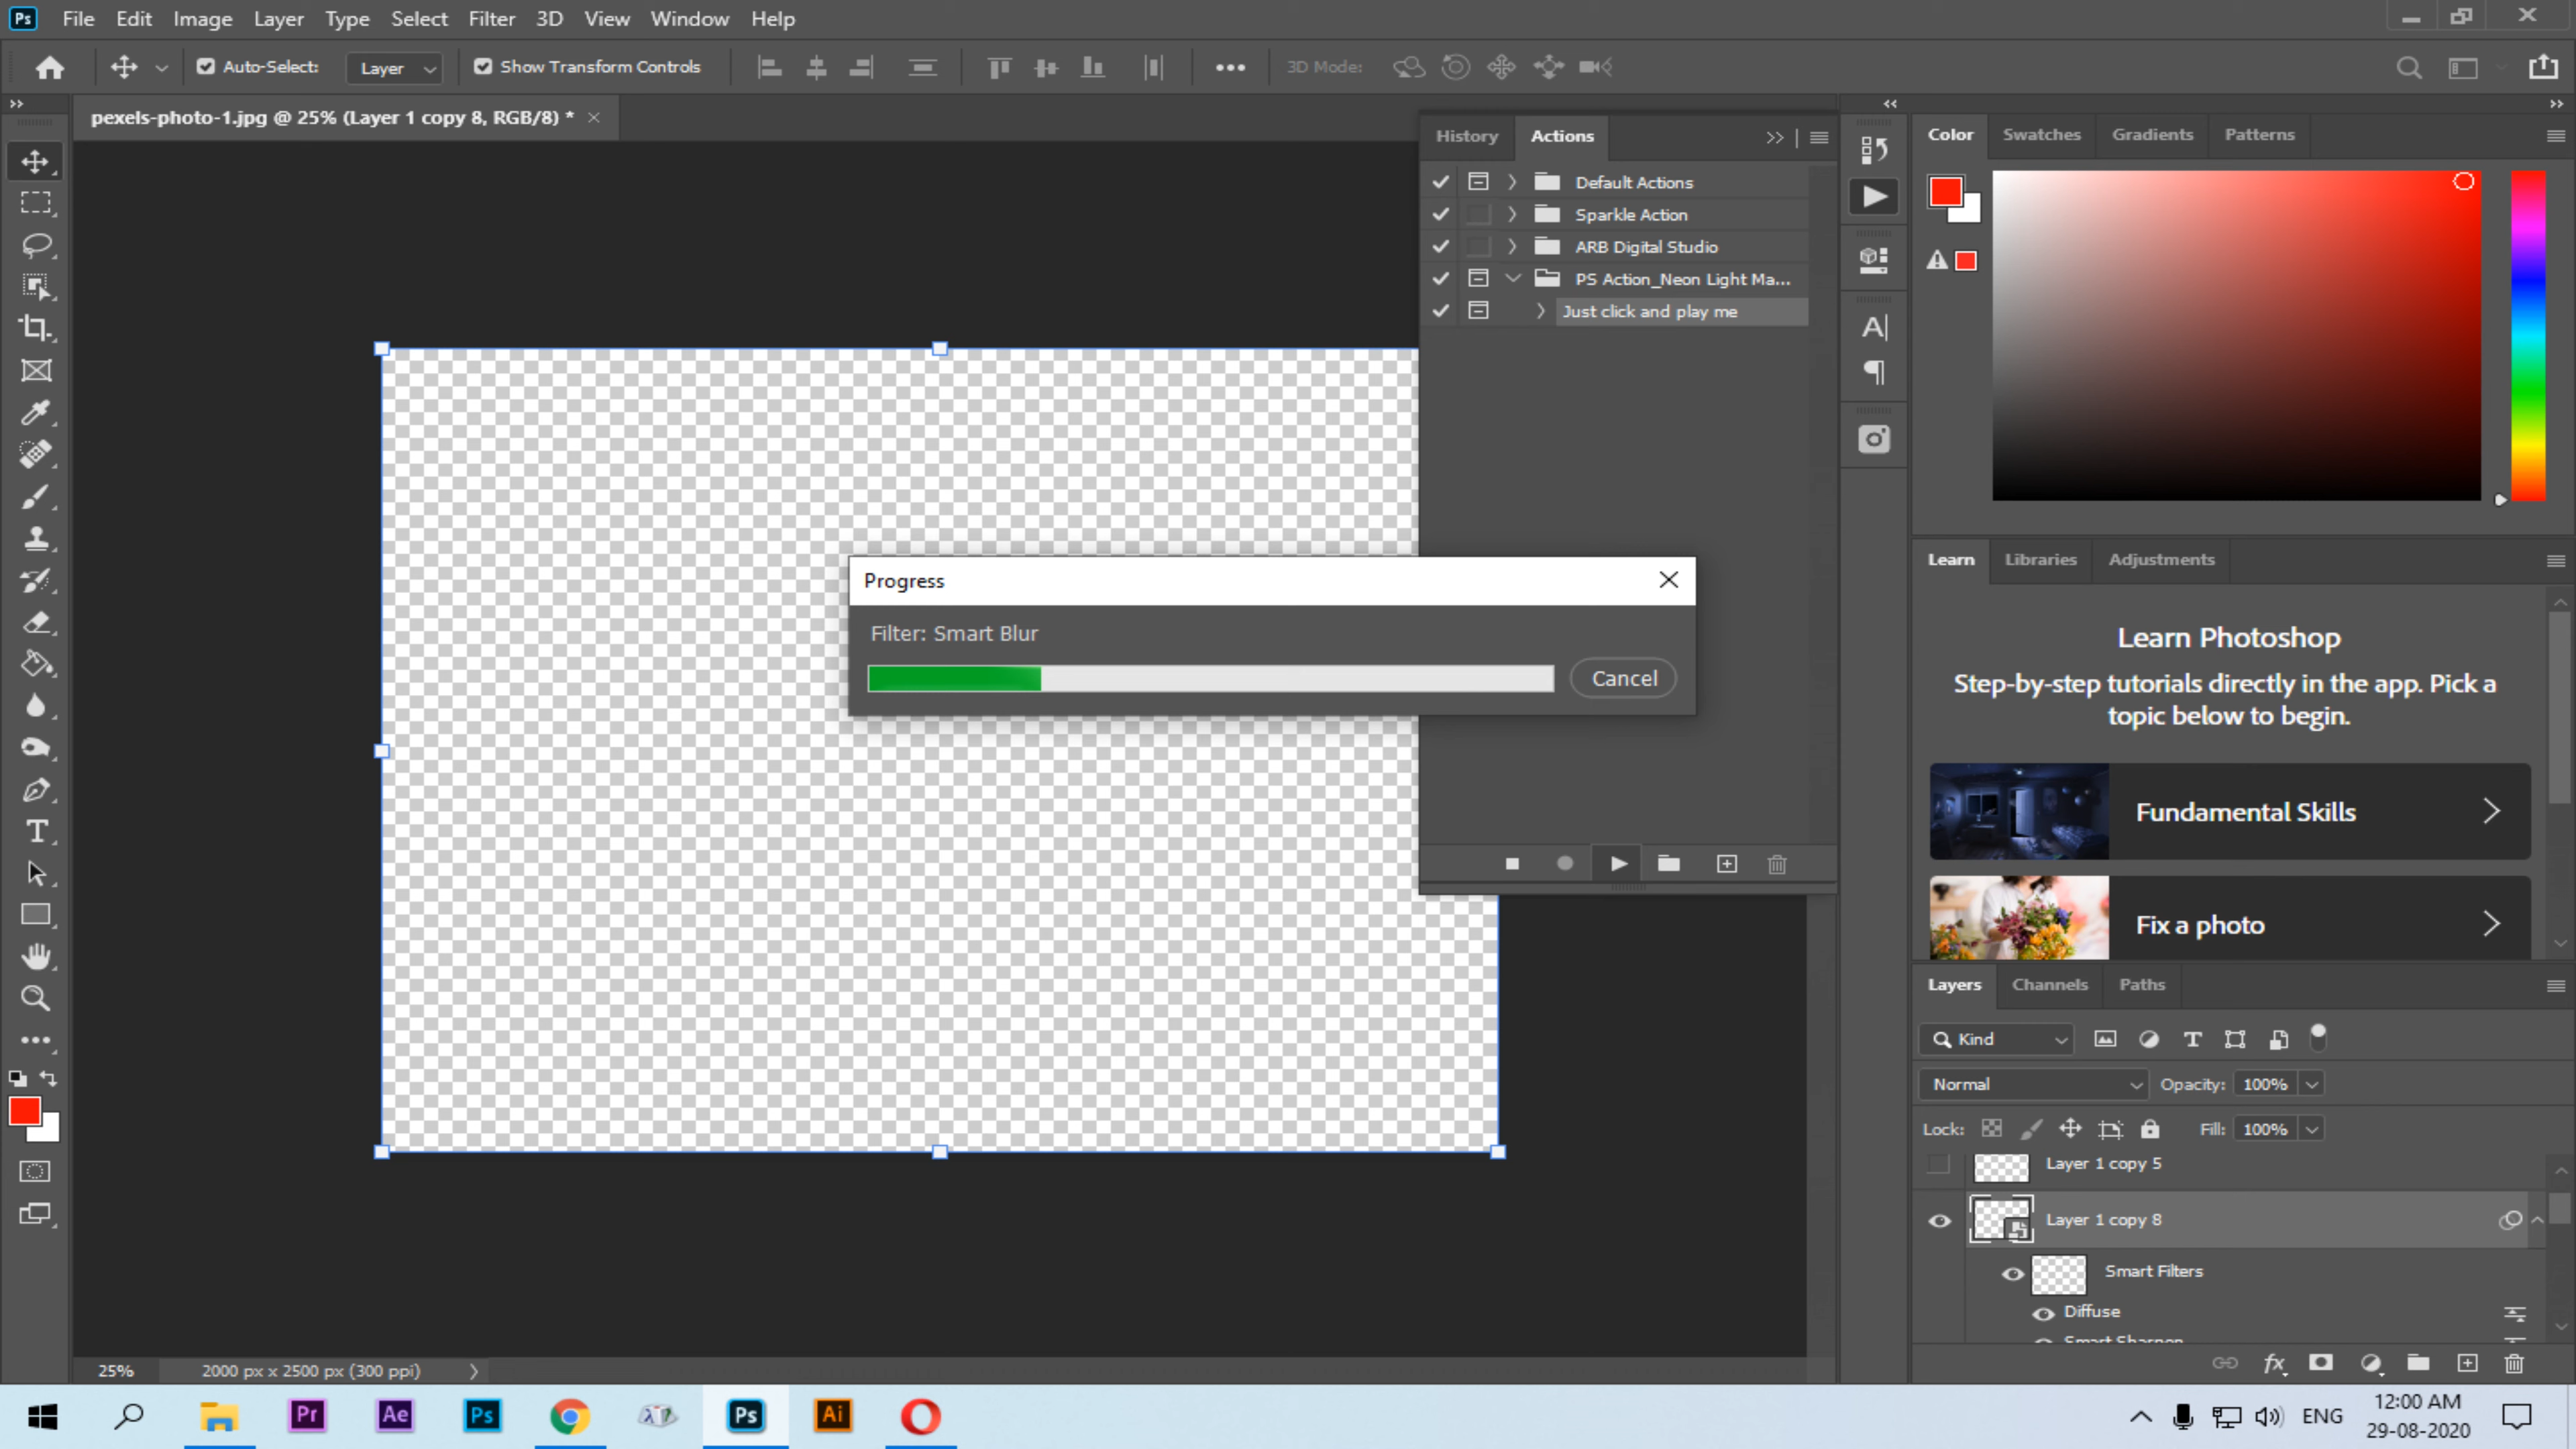 Ps File Edit Image Layer Type Select Filter 3D View Window Help
Auto-Select: Layer Show Transform Controls 3D Mode:
pexels-photo-1.jpg @ 25% (Layer 1 copy 8, RGB/8) *
History Actions
Default Actions
Sparkle Action
ARB Digital Studio
PS Action_Neon Light Ma...
Just click and play me
Color Swatches Gradients Patterns
Progress
Filter: Smart Blur
Cancel
Learn Libraries Adjustments
Learn Photoshop
Step-by-step tutorials directly in the app. Pick a
topic below to begin.
Fundamental Skills
Fix a photo
Layers Channels Paths
Kind
Normal Opacity: 100%
Lock: Fill: 100%
Layer 1 copy 5
Layer 1 copy 8
Smart Filters
Diffuse
Smart Sharpen
25% 2000 px x 2500 px (300 ppi)
Pr Ae Ps Ps Ai
ENG
12:00 AM
29-08-2020